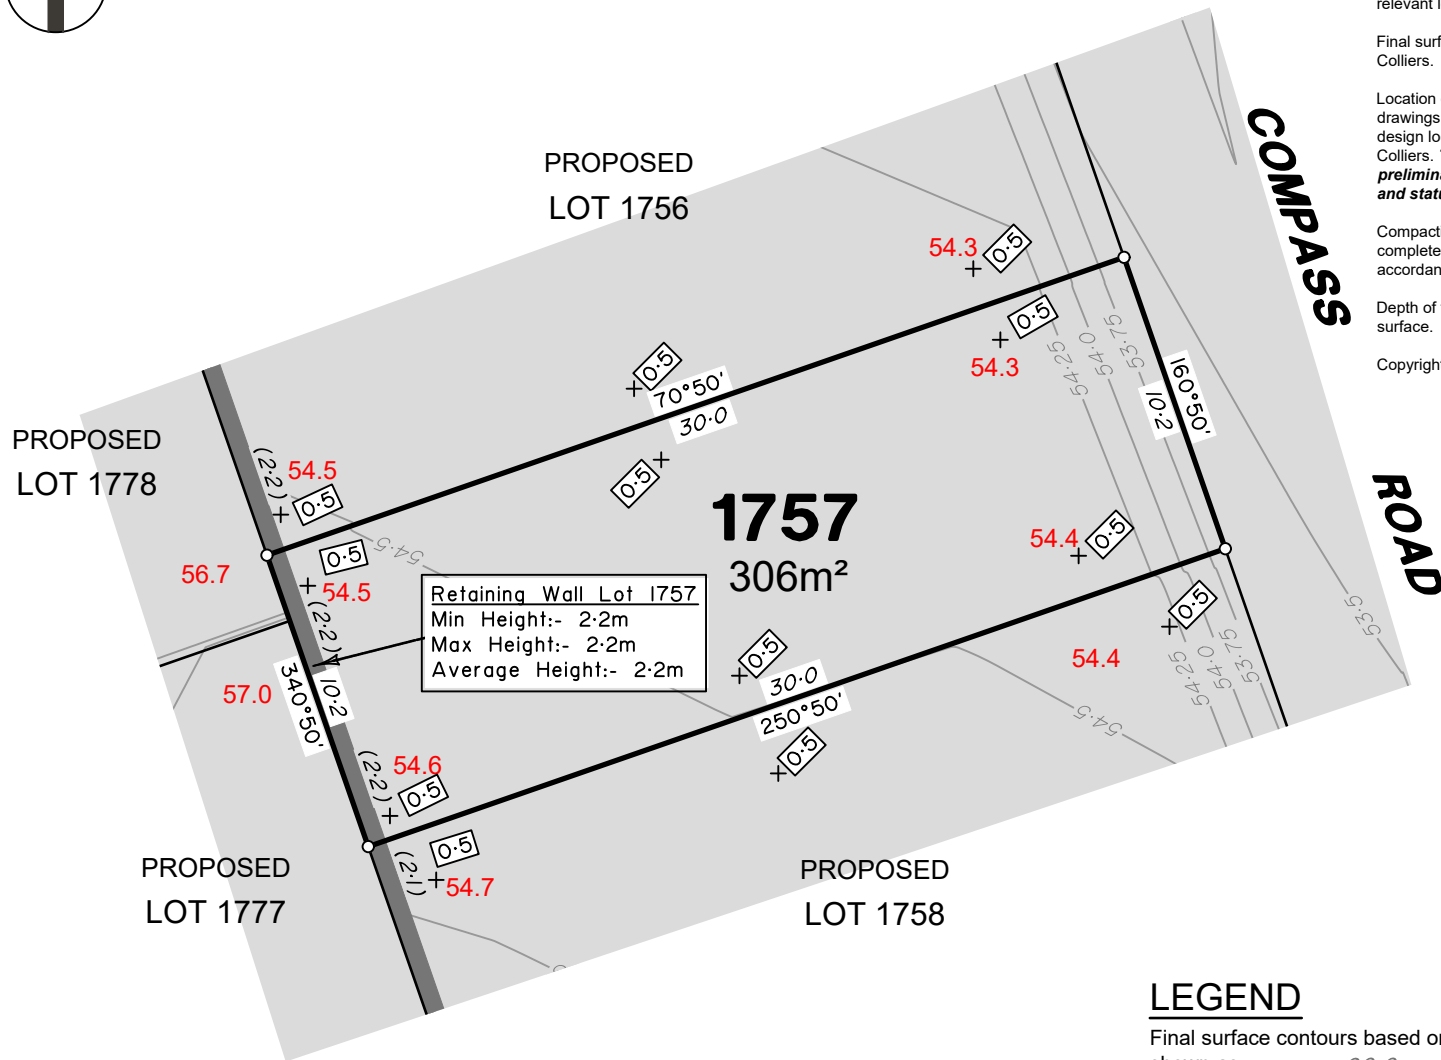 relevant l
Final surf
Colliers.
Location
drawings
design lo
Colliers.
prelimina
and statu
Compact
complete
accordan
Depth of
surface.
Copyrigh
COMPASS
ROAD
PROPOSED
LOT 1756
54.3
0·5
0·5
54.3
54·25
54·0
53·75
160°50'
10·2
0·5
70°50'
30·0
0·5
PROPOSED
LOT 1778
(2·2)
54.5
0·5
0·5
54·5
54.5
56.7
(2·2)
1757
306m²
54.4
0·5
Retaining Wall Lot 1757
Min Height:- 2·2m
Max Height:- 2·2m
Average Height:- 2·2m
0·5
53·5
54.4
57.0
340°50'
10·2
0·5
30·0
250°50'
0·5
54·25
54·0
53·75
54·5
(2·2)
54.6
0·5
0·5
(2·1)
54.7
PROPOSED
LOT 1777
PROPOSED
LOT 1758
LEGEND
Final surface contours based or